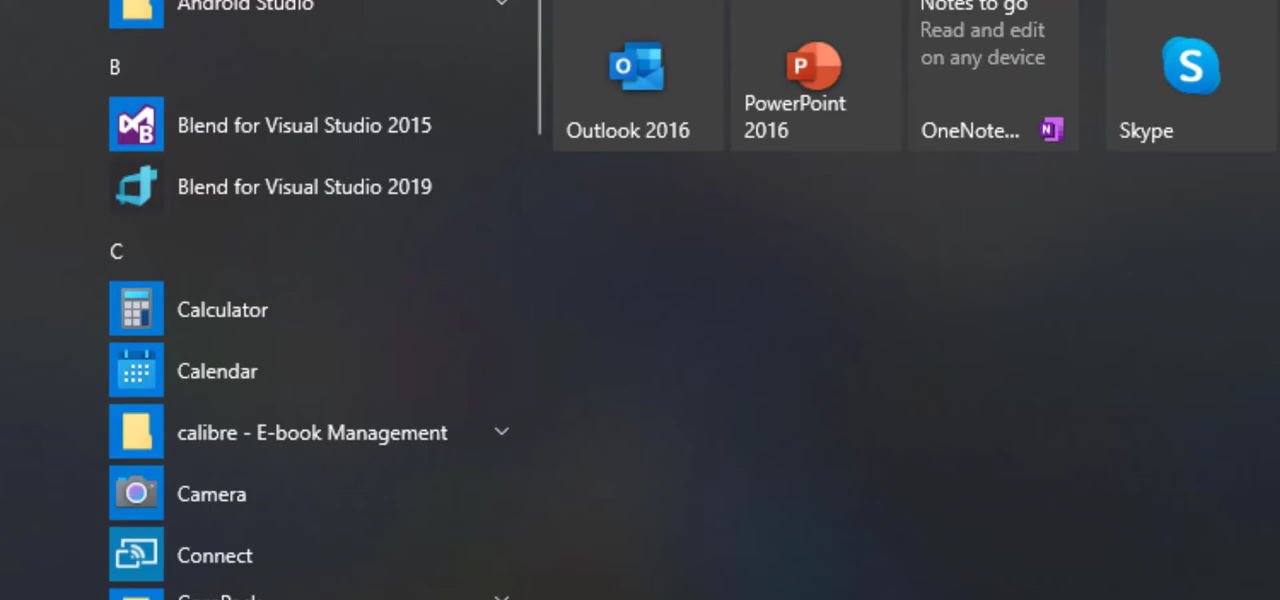 Android Studio
B
Blend for Visual Studio 2015
Blend for Visual Studio 2019
C
Calculator
Calendar
calibre - E-book Management
Camera
Connect
Outlook 2016
PowerPoint
2016
Notes to go
Read and edit
on any device
OneNote...
Skype